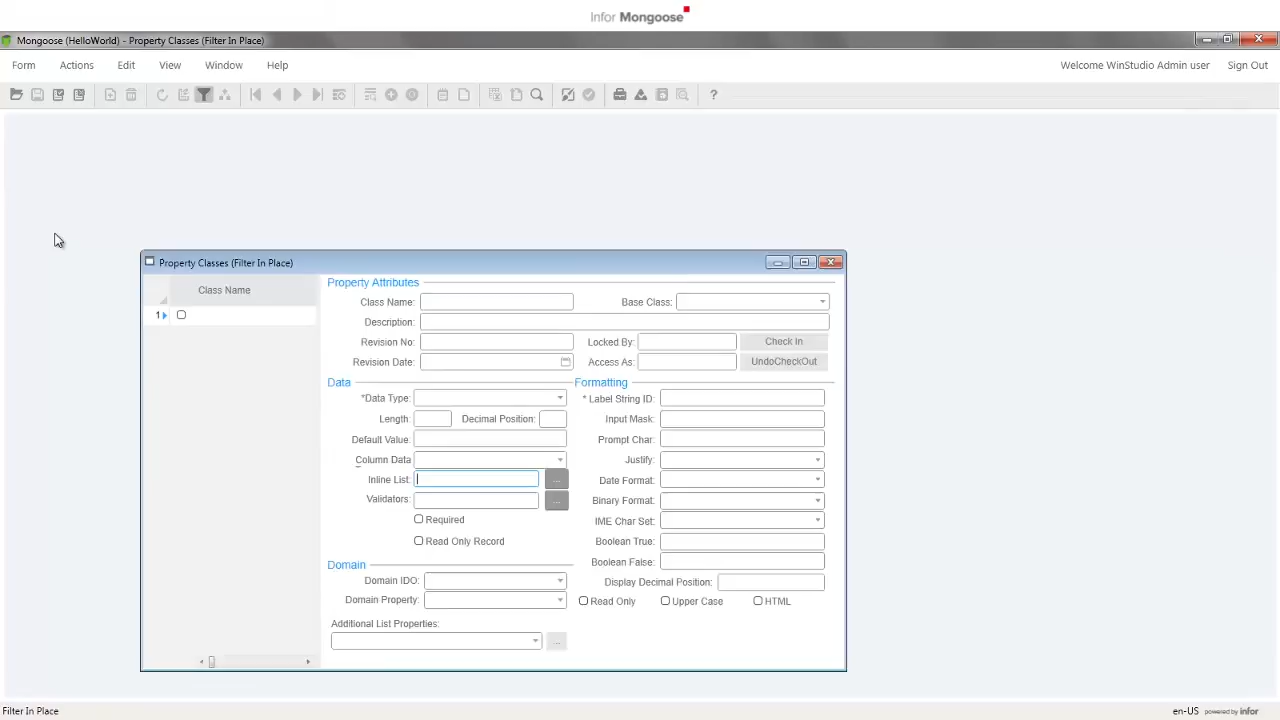 Infor Mongoose
Mongoose (HelloWorld) - Property Classes (Filter In Place)
Form Actions Edit View Window Help Welcome WinStudio Admin user Sign Out
?
Property Classes (Filter In Place)
Class Name
1
Property Attributes
Class Name: Base Class:
Description:
Revision No: Locked By: Check In
Revision Date: Access As: UndoCheckOut
Data Formatting
*Data Type: * Label String ID:
Length: Decimal Position: Input Mask:
Default Value: Prompt Char:
Column Data Justify:
Inline List: ... Date Format:
Validators: ... Binary Format:
Required IME Char Set:
Read Only Record Boolean True:
Domain Boolean False:
Domain IDO: Display Decimal Position:
Domain Property: Read Only Upper Case HTML
Additional List Properties:
...
Filter In Place en-US powered by infor